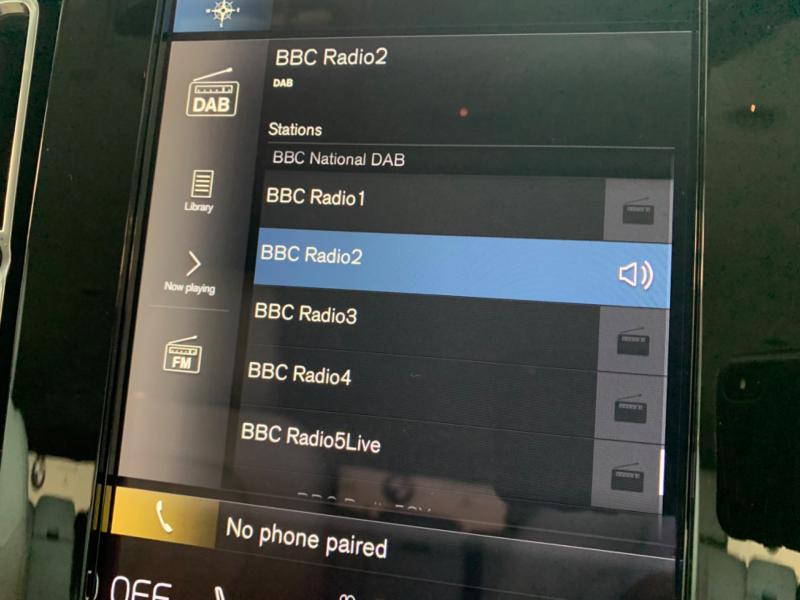 BBC Radio2
DAB
DAB
Stations
BBC National DAB
Library
BBC Radio1
BBC Radio2
Now playing
BBC Radio3
FM
BBC Radio4
BBC Radio5Live
No phone paired
OFF